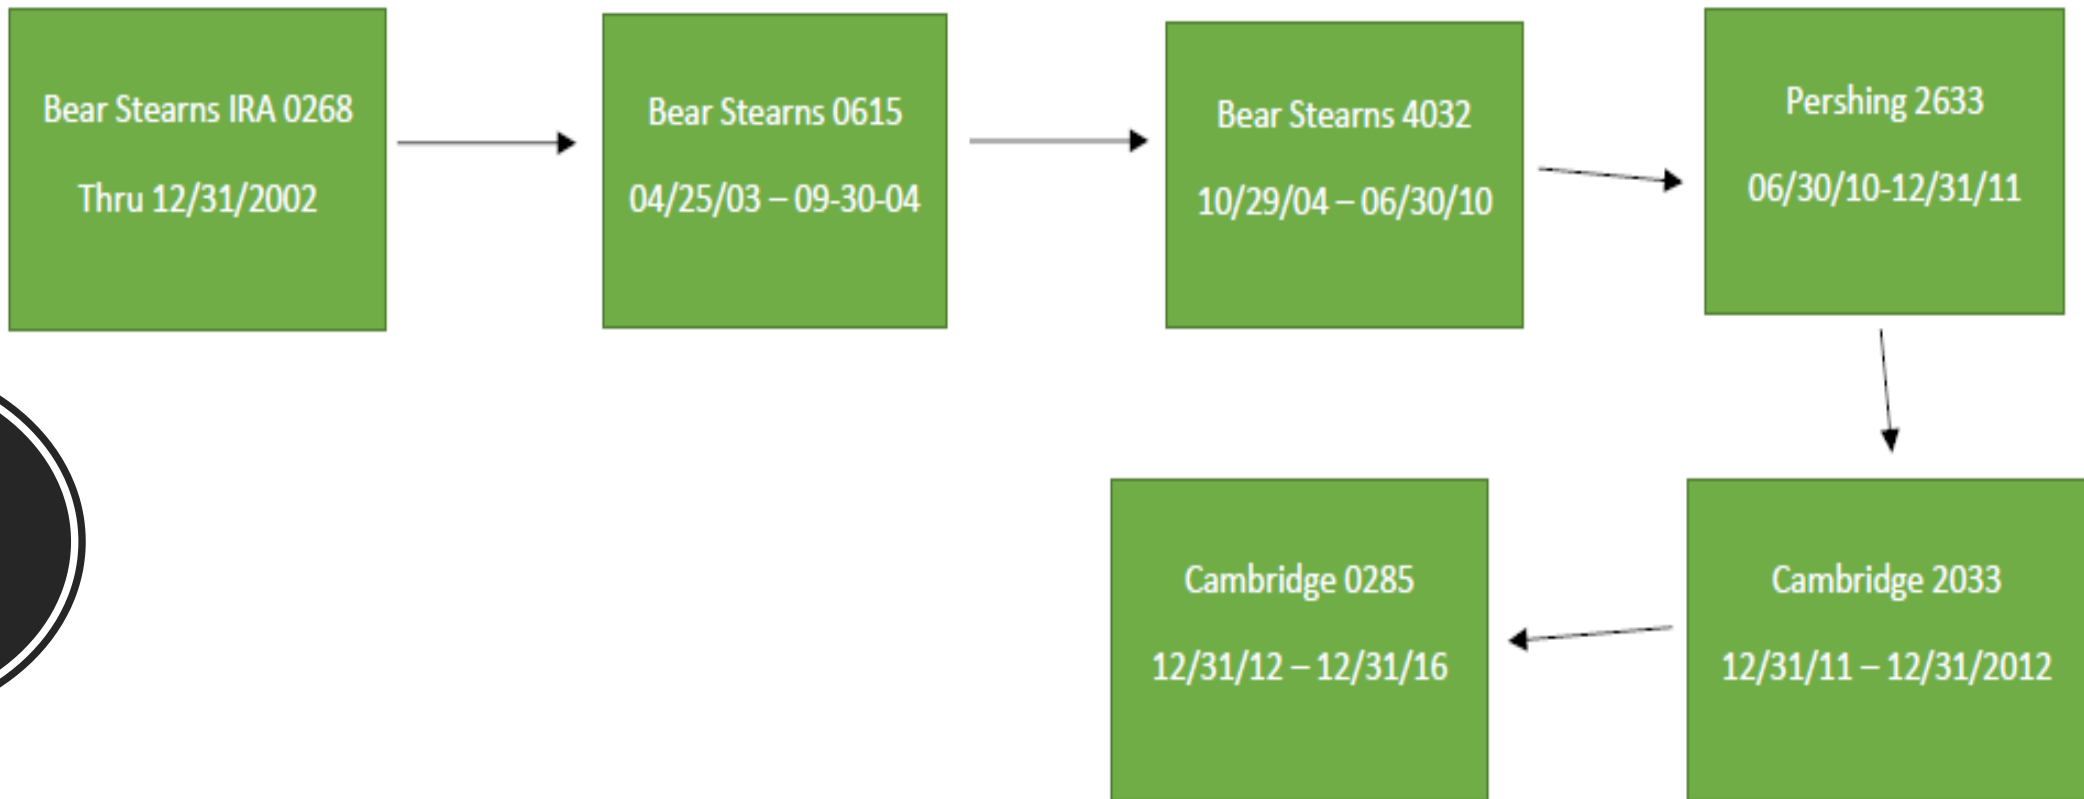 Bear Stearns IRA 0268
Thru 12/31/2002
Bear Stearns 0615
04/25/03 – 09-30-04
Bear Stearns 4032
10/29/04 – 06/30/10
Pershing 2633
06/30/10-12/31/11
Cambridge 2033
12/31/11 – 12/31/2012
Cambridge 0285
12/31/12 – 12/31/16